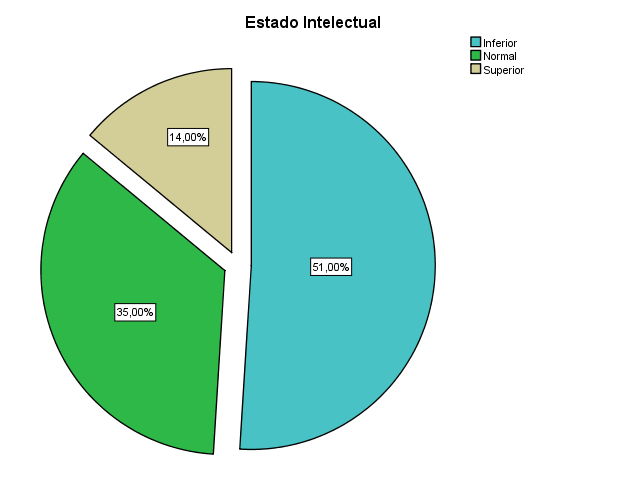 Estado Intelectual
Inferior
Normal
Superior
14,00%
51,00%
35,00%